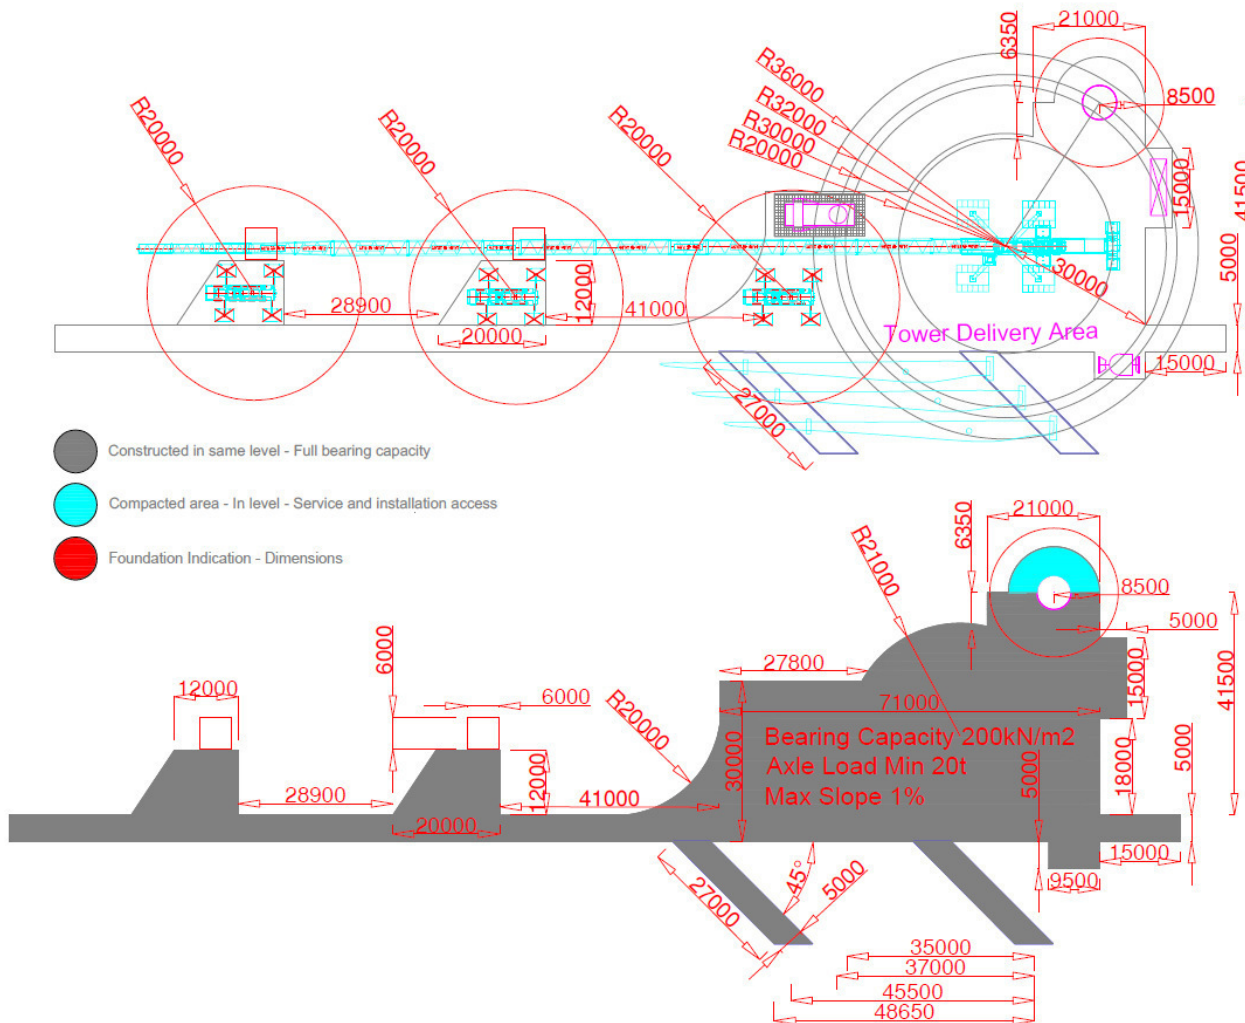 21000
6350
R36000
R32000
R30000
R20000
8500
R20000
R20000
R20000
15000
41500
30000
5000
28900
12000
41000
20000
Tower Delivery Area
15000
27000
Constructed in same level - Full bearing capacity
Compacted area - In level - Service and installation access
Foundation Indication - Dimensions
21000
6350
R21000
8500
5000
27800
15000
41500
6000
12000
6000
R20000
71000
Bearing Capacity 200kN/m2
Axle Load Min 20t
Max Slope 1%
30000
5000
18000
5000
28900
12000
41000
20000
15000
9500
45°
5000
27000
35000
37000
45500
48650